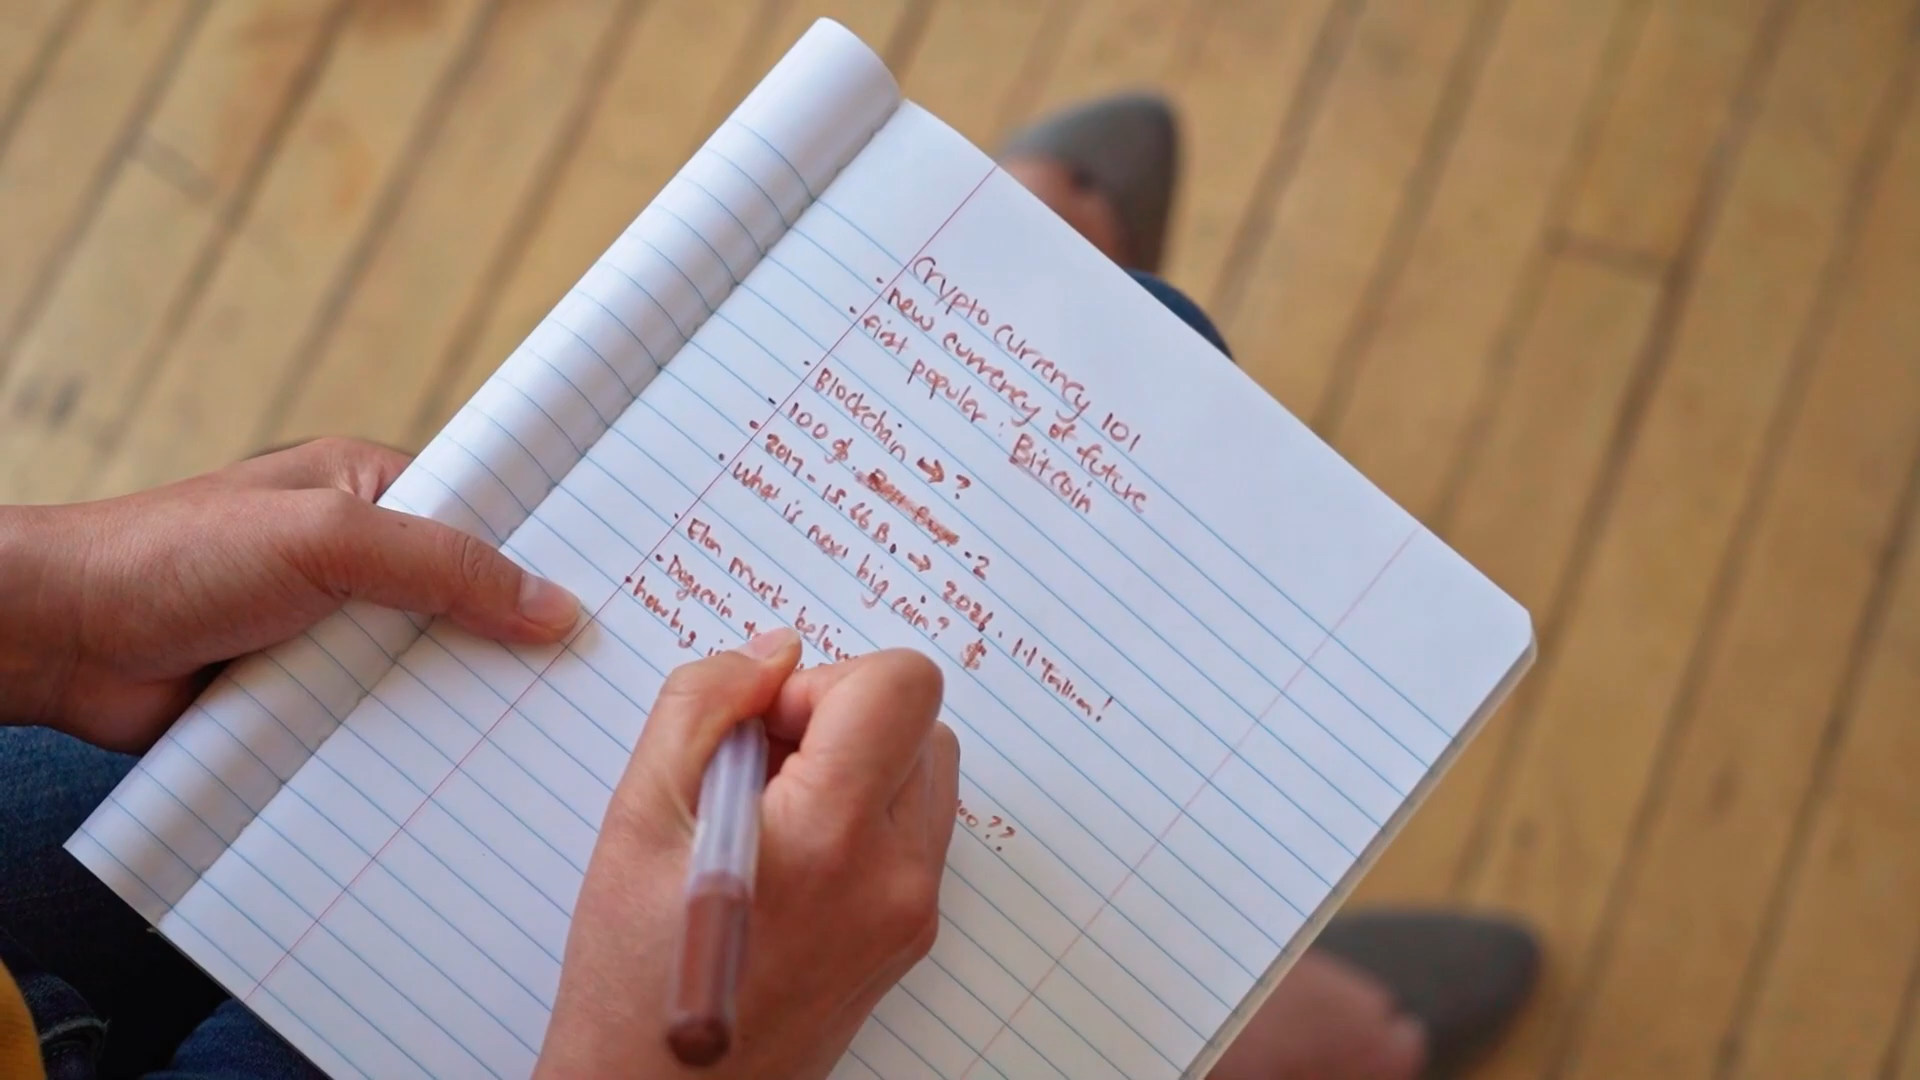 Crypto Currency 101
- new currency of future
- first popular : Bitcoin
- Blockchain → ?
- 100 $.
- 2017 - 15.66 B. → 2021. 1.1 Trillion!
- What is next big coin? $
- Elon musk believ
- Dogecoin
- how big is
??